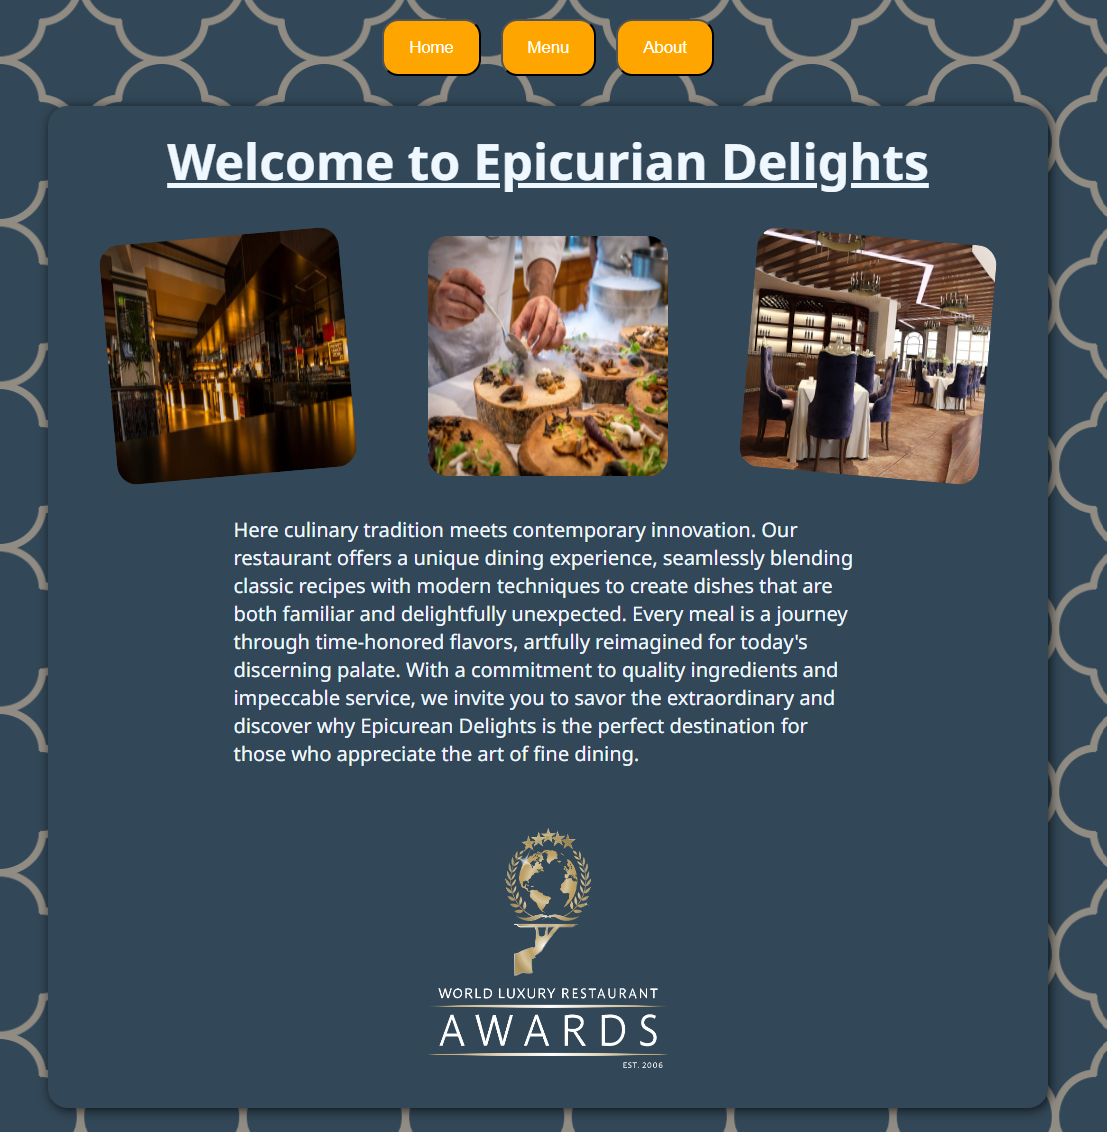 Home Menu About
Welcome to Epicurian Delights
Here culinary tradition meets contemporary innovation. Our
restaurant offers a unique dining experience, seamlessly blending
classic recipes with modern techniques to create dishes that are
both familiar and delightfully unexpected. Every meal is a journey
through time-honored flavors, artfully reimagined for today's
discerning palate. With a commitment to quality ingredients and
impeccable service, we invite you to savor the extraordinary and
discover why Epicurean Delights is the perfect destination for
those who appreciate the art of fine dining.
WORLD LUXURY RESTAURANT
AWARDS
EST. 2006